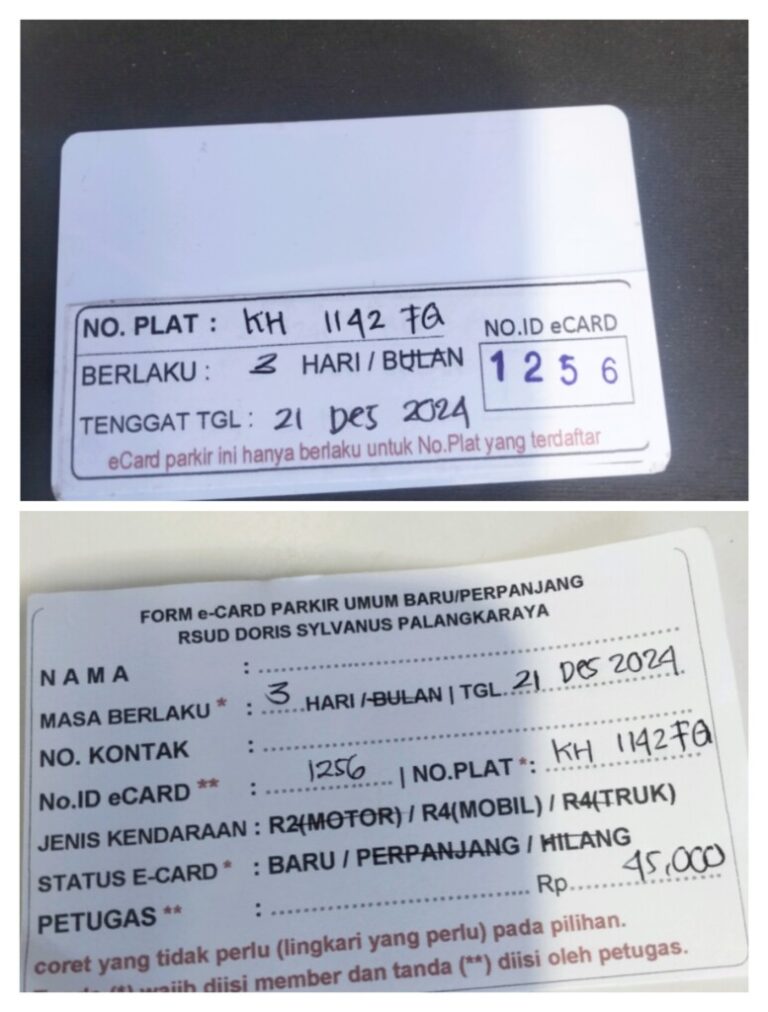 NO. PLAT : KH 1142 FQ
NO.ID eCARD
BERLAKU : 3 HARI / BULAN
1256
TENGGAT TGL : 21 Des 2024
eCard parkir ini hanya berlaku untuk No.Plat yang terdaftar
FORM e-CARD PARKIR UMUM BARU/PERPANJANG
RSUD DORIS SYLVANUS PALANGKARAYA
NAMA :
MASA BERLAKU * : 3 HARI / BULAN | TGL. 21 Des 2024.
NO. KONTAK :
No.ID eCARD ** : 1256 | NO.PLAT *: KH 1142 FQ
JENIS KENDARAAN : R2(MOTOR) / R4(MOBIL) / R4(TRUK)
STATUS E-CARD * : BARU / PERPANJANG / HILANG
PETUGAS ** : Rp. 45,000
coret yang tidak perlu (lingkari yang perlu) pada pilihan.
Tanda (*) wajib diisi member dan tanda (**) diisi oleh petugas.